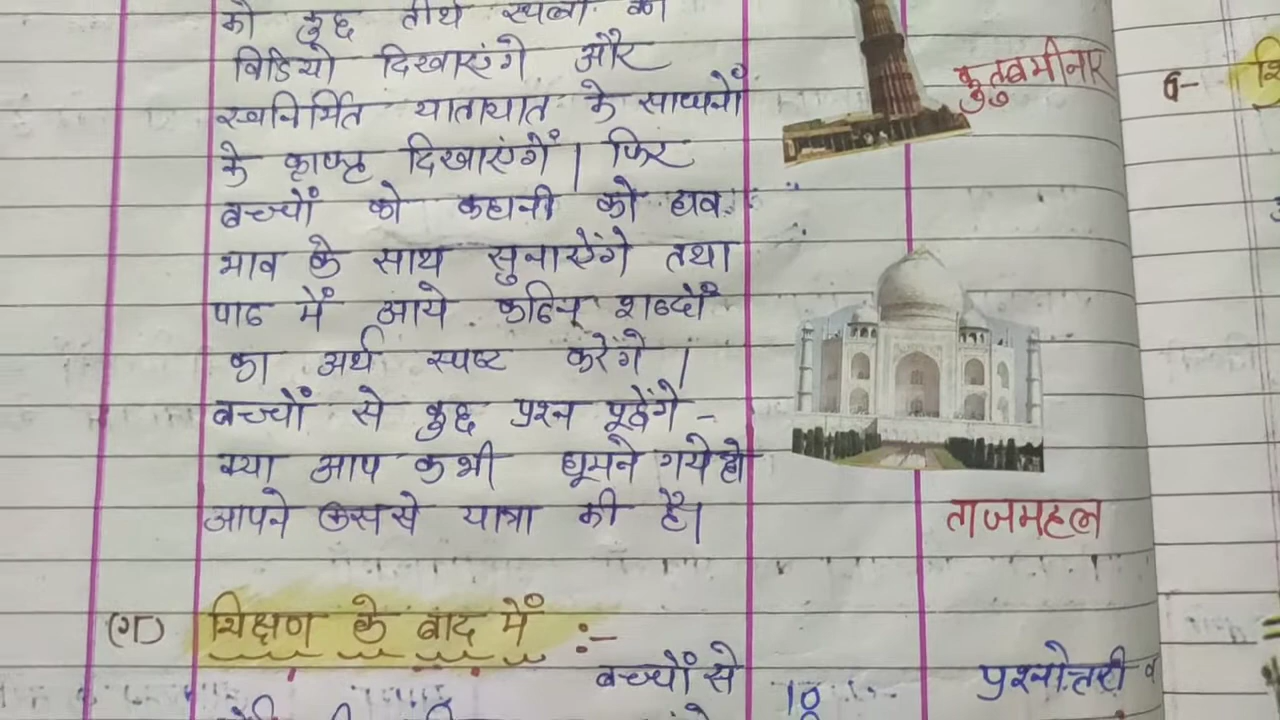 को कुछ तीर्थ स्थलों का
विडियो दिखाएंगे और
स्वनिर्मित यातायात के साधनों
के दिखाएंगें। फिर
बच्चों को कहानी को हाव-
भाव के साथ सुनाऐंगे तथा
पाठ में आये कठिन शब्दों
का अर्थ स्पष्ट करेंगे ।
बच्चों से कुछ प्रश्न पूछेंगे -
क्या आप कभी घूमने गये हो
आपने किससे यात्रा की है।
कुतुबमीनार
ताजमहल
(ग) शिक्षण के बाद में :-
बच्चों से
प्रश्नोत्तरी व
6-